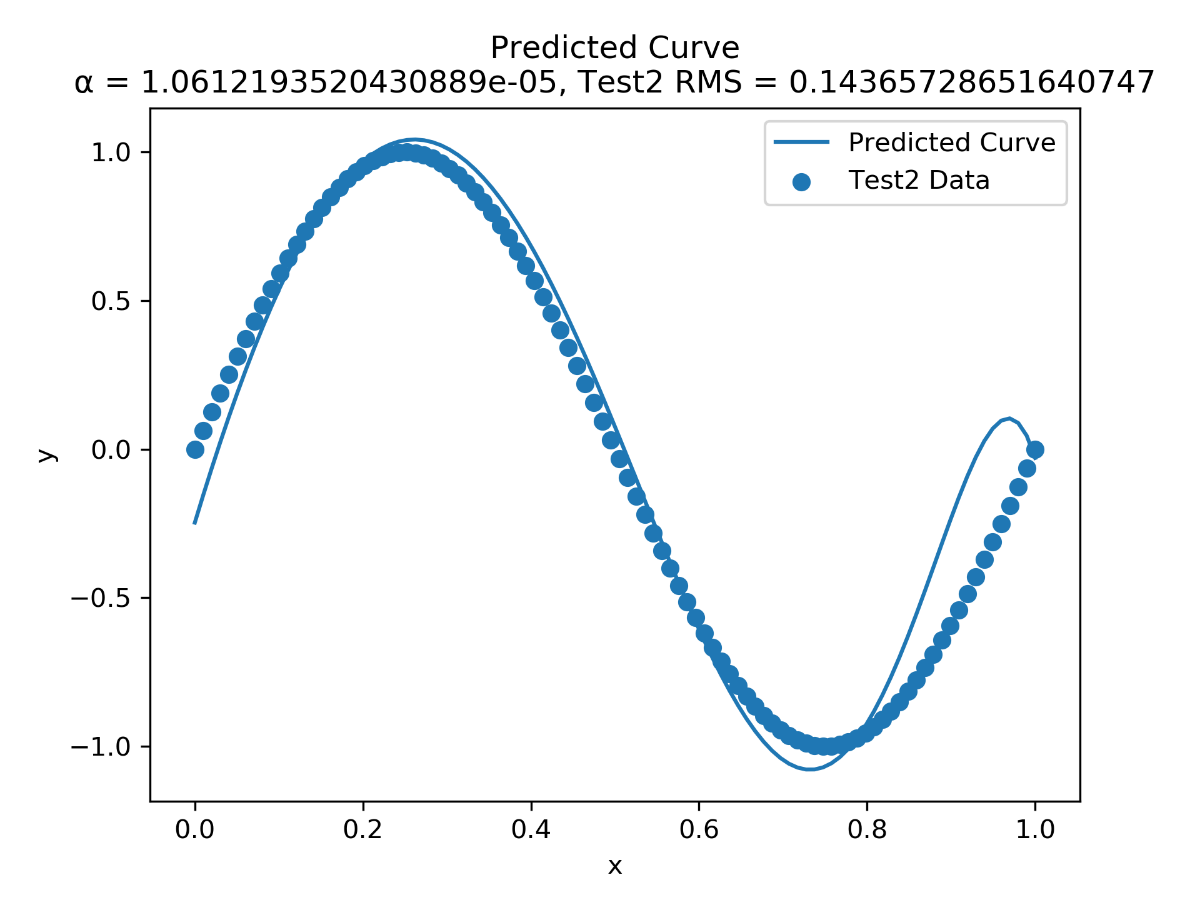 Predicted Curve
α = 1.0612193520430889e-05, Test2 RMS = 0.14365728651640747
Predicted Curve
Test2 Data
1.0
0.5
0.0
−0.5
−1.0
y
0.0 0.2 0.4 0.6 0.8 1.0
x